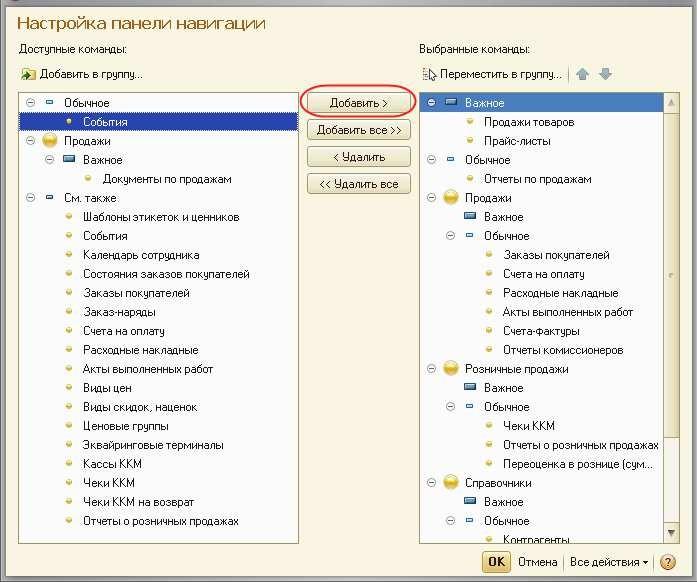 Настройка панели навигации
Доступные команды:
Добавить в группу...
Обычное
События
Продажи
Важное
Документы по продажам
См. также
Шаблоны этикеток и ценников
События
Календарь сотрудника
Состояния заказов покупателей
Заказы покупателей
Заказ-наряды
Счета на оплату
Расходные накладные
Акты выполненных работ
Виды цен
Виды скидок, наценок
Ценовые группы
Эквайринговые терминалы
Кассы ККМ
Чеки ККМ
Чеки ККМ на возврат
Отчеты о розничных продажах
Добавить >
Добавить все >>
< Удалить
<< Удалить все
Выбранные команды:
Переместить в группу...
Важное
Продажи товаров
Прайс-листы
Обычное
Отчеты по продажам
Продажи
Важное
Обычное
Заказы покупателей
Счета на оплату
Расходные накладные
Акты выполненных работ
Счета-фактуры
Отчеты комиссионеров
Розничные продажи
Важное
Обычное
Чеки ККМ
Отчеты о розничных продажах
Переоценка в рознице (сум...
Справочники
Важное
Обычное
Контрагенты
OK Отмена Все действия ?